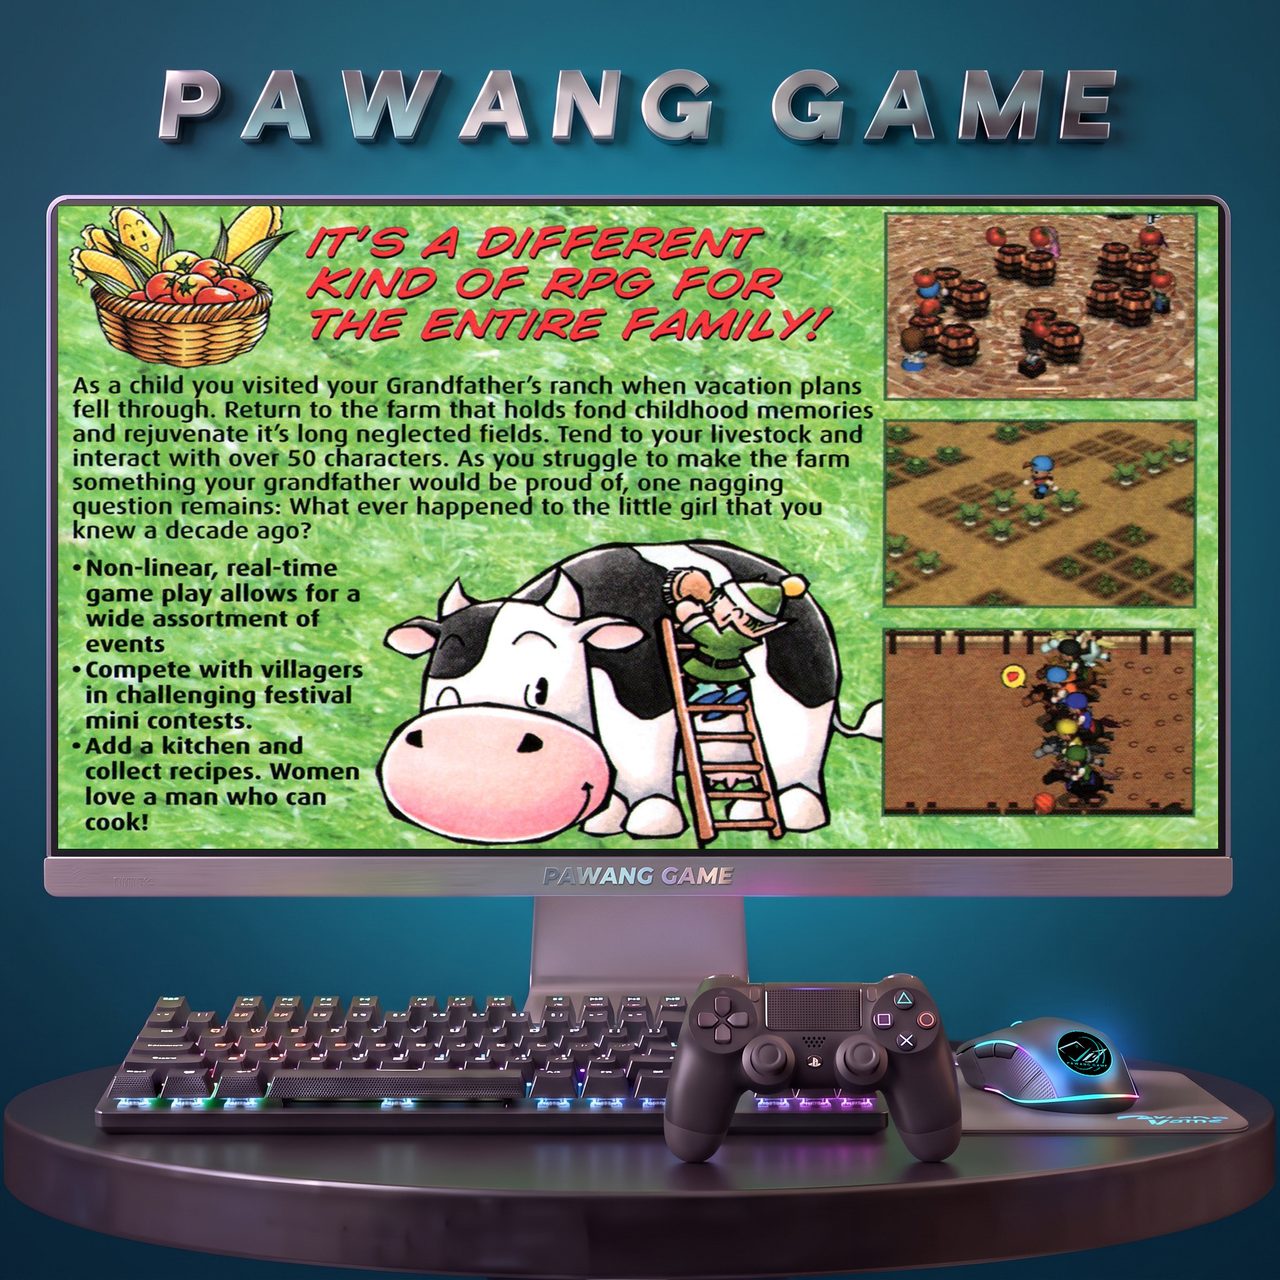 PAWANG GAME
IT'S A DIFFERENT
KIND OF RPG FOR
THE ENTIRE FAMILY!
As a child you visited your Grandfather's ranch when vacation plans
fell through. Return to the farm that holds fond childhood memories
and rejuvenate it's long neglected fields. Tend to your livestock and
interact with over 50 characters. As you struggle to make the farm
something your grandfather would be proud of, one nagging
question remains: What ever happened to the little girl that you
knew a decade ago?
• Non-linear, real-time
game play allows for a
wide assortment of
events
• Compete with villagers
in challenging festival
mini contests.
• Add a kitchen and
collect recipes. Women
love a man who can
cook!
PAWANG GAME